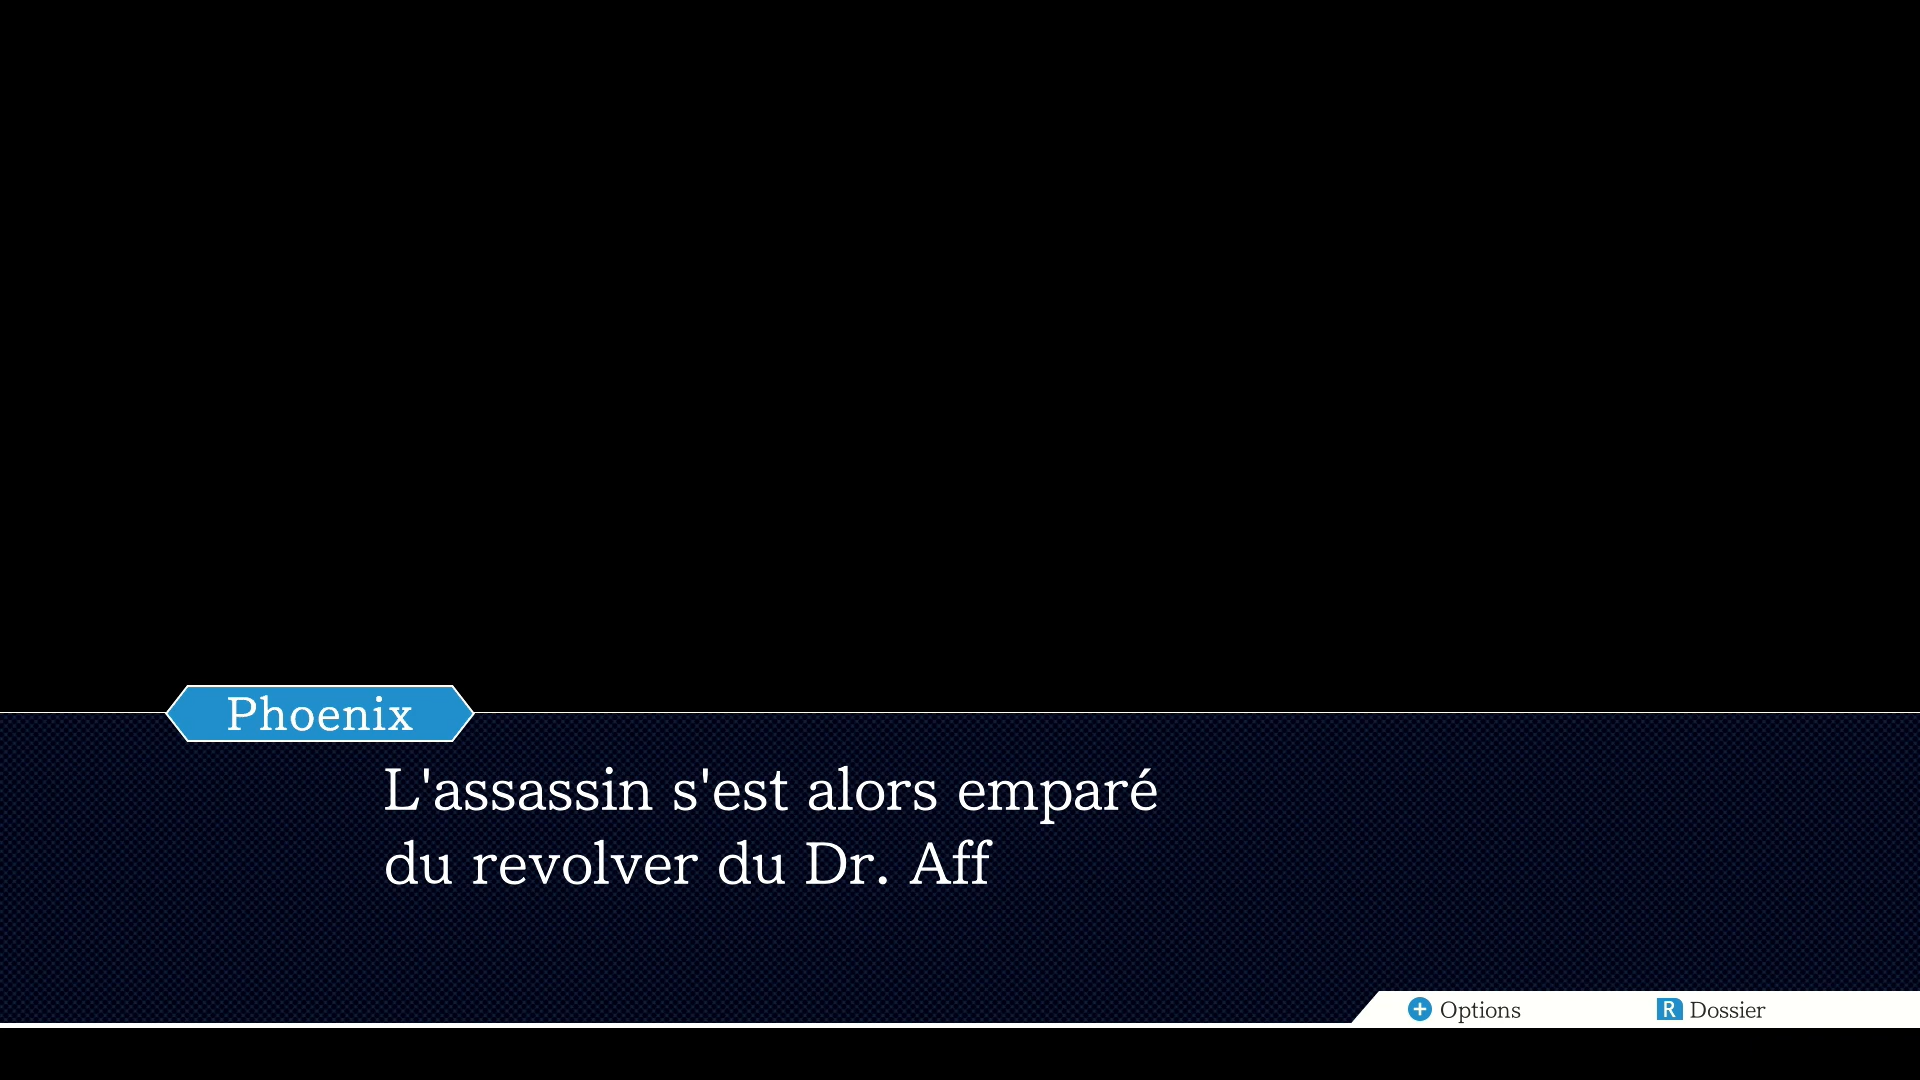 Phoenix
L'assassin s'est alors emparé
du revolver du Dr. Aff
+ Options
R Dossier